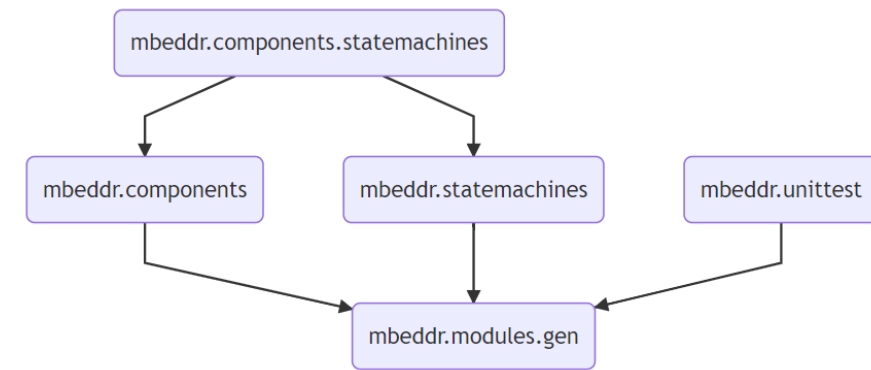 mbeddr.components.statemachines
mbeddr.components
mbeddr.statemachines
mbeddr.unittest
mbeddr.modules.gen